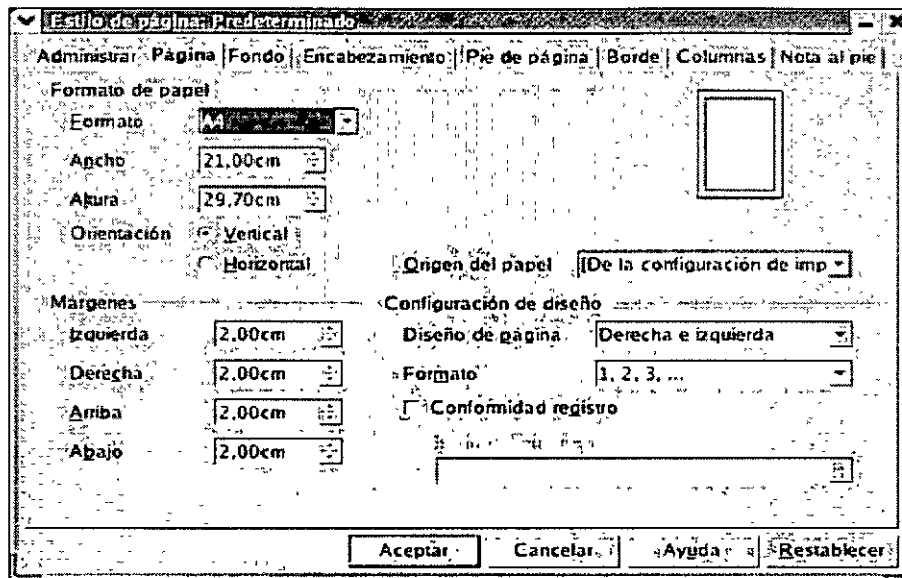 Estilo de página: Predeterminado
Administrar Página Fondo Encabezamiento Pie de página Borde Columnas Nota al pie
Formato de papel
Formato A4
Ancho 21,00cm
Altura 29,70cm
Orientación Vertical
Horizontal Origen del papel [De la configuración de imp
Márgenes Configuración de diseño
Izquierda 2,00cm Diseño de página Derecha e izquierda
Derecha 2,00cm Formato 1, 2, 3, ...
Arriba 2,00cm Conformidad registro
Abajo 2,00cm
Aceptar Cancelar Ayuda Restablecer